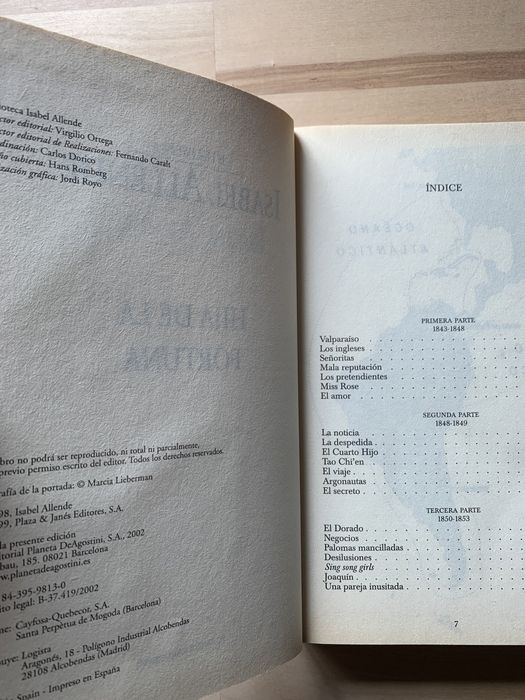 ioteca Isabel Allende
ctor editorial: Virgilio Ortega
ctor editorial de Realizaciones: Fernando Caralt
rdinación: Carlos Dorico
ño cubierta: Hans Romberg
ización gráfica: Jordi Royo
bro no podrá ser reproducido, ni total ni parcialmente,
previo permiso escrito del editor. Todos los derechos reservados.
rafía de la portada: © Marcia Lieberman
98, Isabel Allende
99, Plaza & Janés Editores, S.A.
la presente edición
torial Planeta DeAgostini, S.A., 2002
bau, 185. 08021 Barcelona
w.planetadeagostini.es
84-395-9813-0
ito legal: B-37.419/2002
me: Cayfosa-Quebecor, S.A.
Santa Perpètua de Mogoda (Barcelona)
uye: Logista
Aragonés, 18 - Polígono Industrial Alcobendas
28108 Alcobendas (Madrid)
n Spain - Impreso en España
ÍNDICE
OCÉANO
ATLÁNTICO
PRIMERA PARTE
1843-1848
Valparaíso
Los ingleses
Señoritas
Mala reputación
Los pretendientes
Miss Rose
El amor
SEGUNDA PARTE
1848-1849
La noticia
La despedida
El Cuarto Hijo
Tao Chi'en
El viaje
Argonautas
El secreto
TERCERA PARTE
1850-1853
El Dorado
Negocios
Palomas mancilladas
Desilusiones
Sing song girls
Joaquín
Una pareja inusitada
7